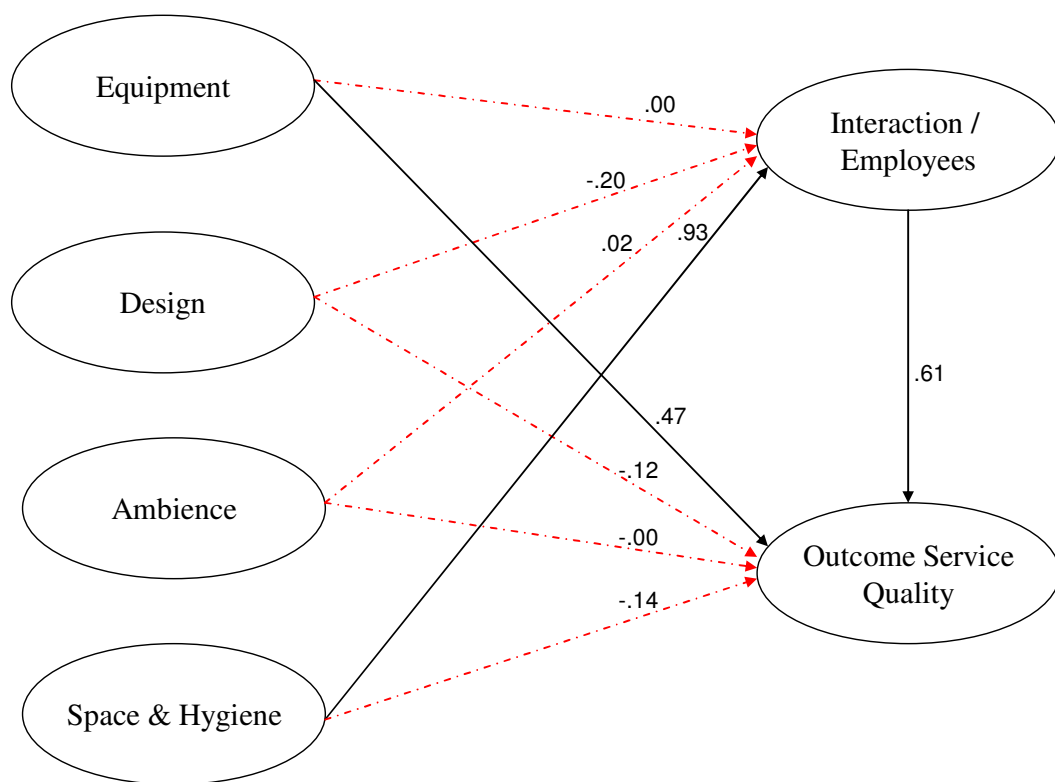 Equipment
.00
Interaction /
Employees
-.20
.02
.93
Design
.61
.47
-.12
Ambience
-.00
Outcome Service
Quality
-.14
Space & Hygiene